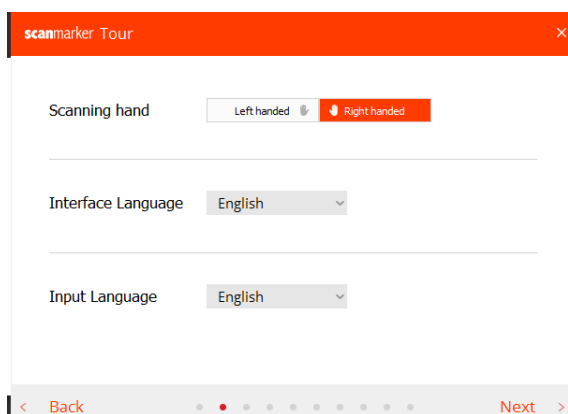 scanmarker Tour
Scanning hand Left handed Right handed
Interface Language English
Input Language English
Back Next